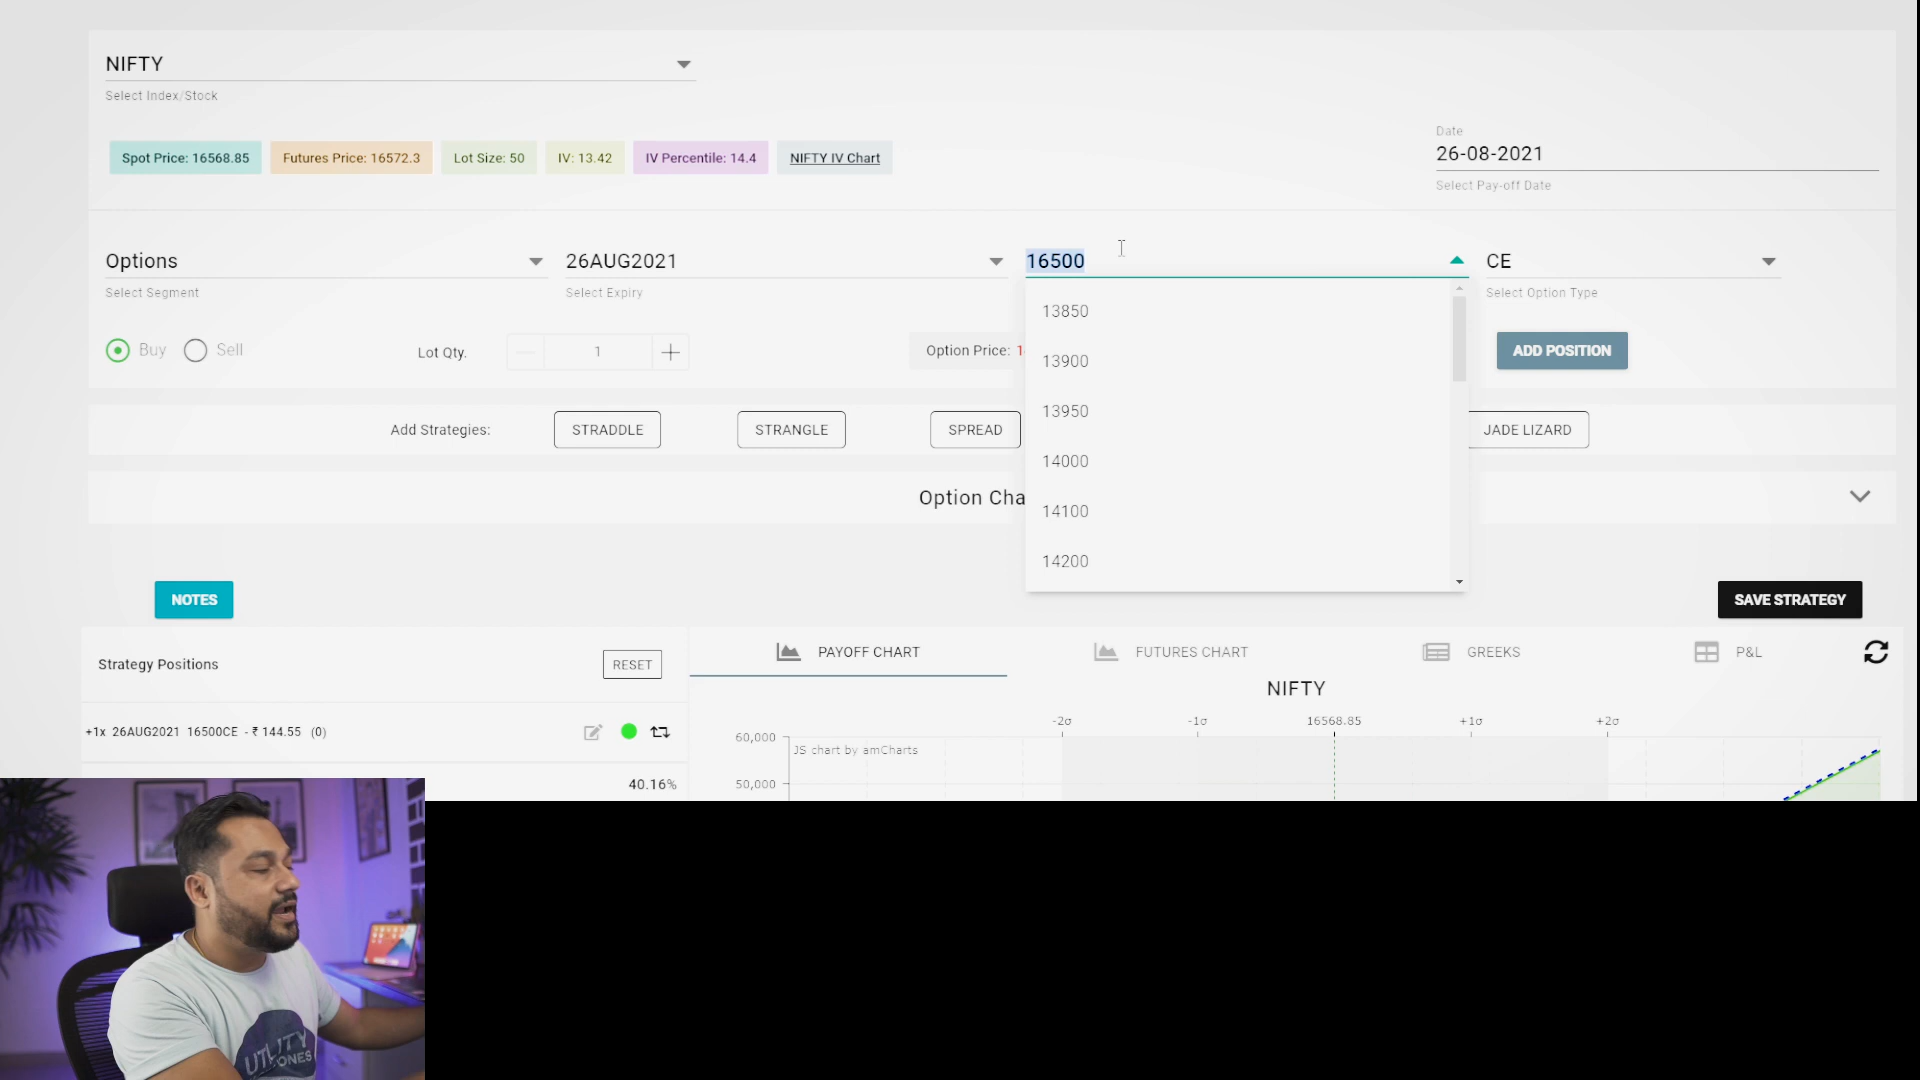 NIFTY
Select Index/Stock
Spot Price: 16568.85 Futures Price: 16572.3 Lot Size: 50 IV: 13.42 IV Percentile: 14.4 NIFTY IV Chart
Date
26-08-2021
Select Pay-off Date
Options 26AUG2021 16500 CE
Select Segment Select Expiry Select Option Type
Buy Sell Lot Qty. 1 Option Price: ADD POSITION
13850
13900
13950
14000
14100
14200
Add Strategies: STRADDLE STRANGLE SPREAD JADE LIZARD
Option Cha
NOTES SAVE STRATEGY
Strategy Positions RESET
PAYOFF CHART FUTURES CHART GREEKS P&L
NIFTY
-2σ -1σ 16568.85 +1σ +2σ
+1x 26AUG2021 16500CE - ₹ 144.55 (0)
60,000
JS chart by amCharts
40.16%
50,000
UTILITY